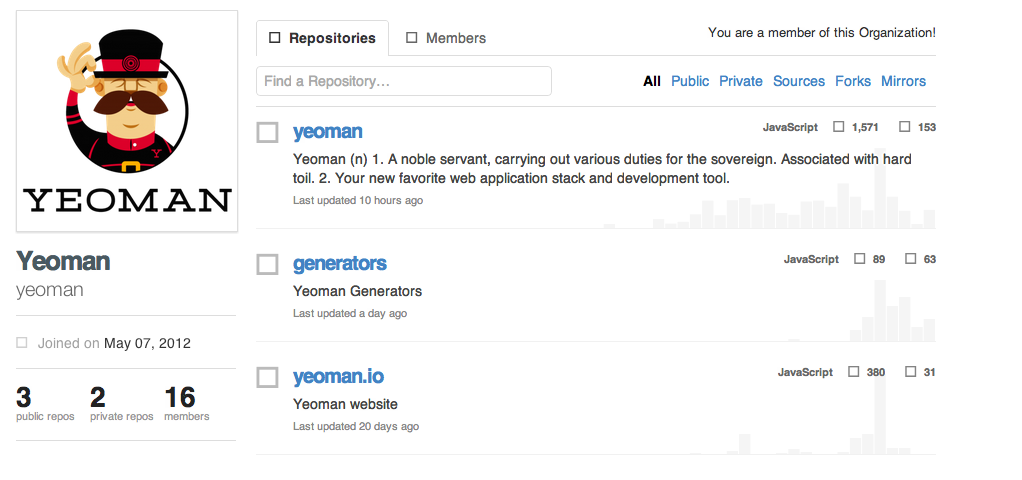 YEOMAN
Yeoman
yeoman
Joined on May 07, 2012
3 2 16
public repos private repos members
Repositories Members
You are a member of this Organization!
Find a Repository...
All Public Private Sources Forks Mirrors
yeoman
JavaScript 1,571 153
Yeoman (n) 1. A noble servant, carrying out various duties for the sovereign. Associated with hard
toil. 2. Your new favorite web application stack and development tool.
Last updated 10 hours ago
generators
JavaScript 89 63
Yeoman Generators
Last updated a day ago
yeoman.io
JavaScript 380 31
Yeoman website
Last updated 20 days ago